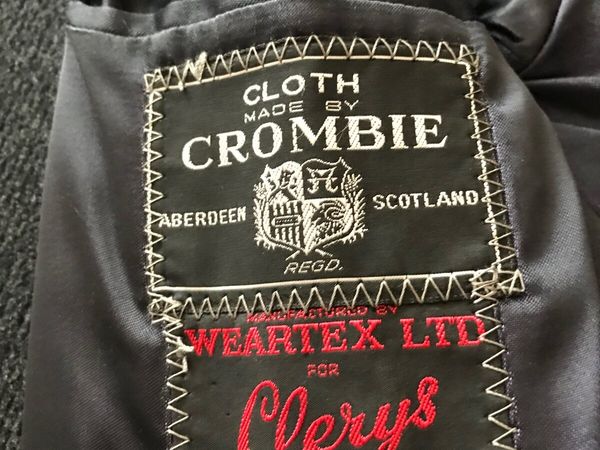 CLOTH
MADE BY
CROMBIE
ABERDEEN SCOTLAND
REGD.
MANUFACTURED BY
WEARTEX LTD
FOR
Clerys